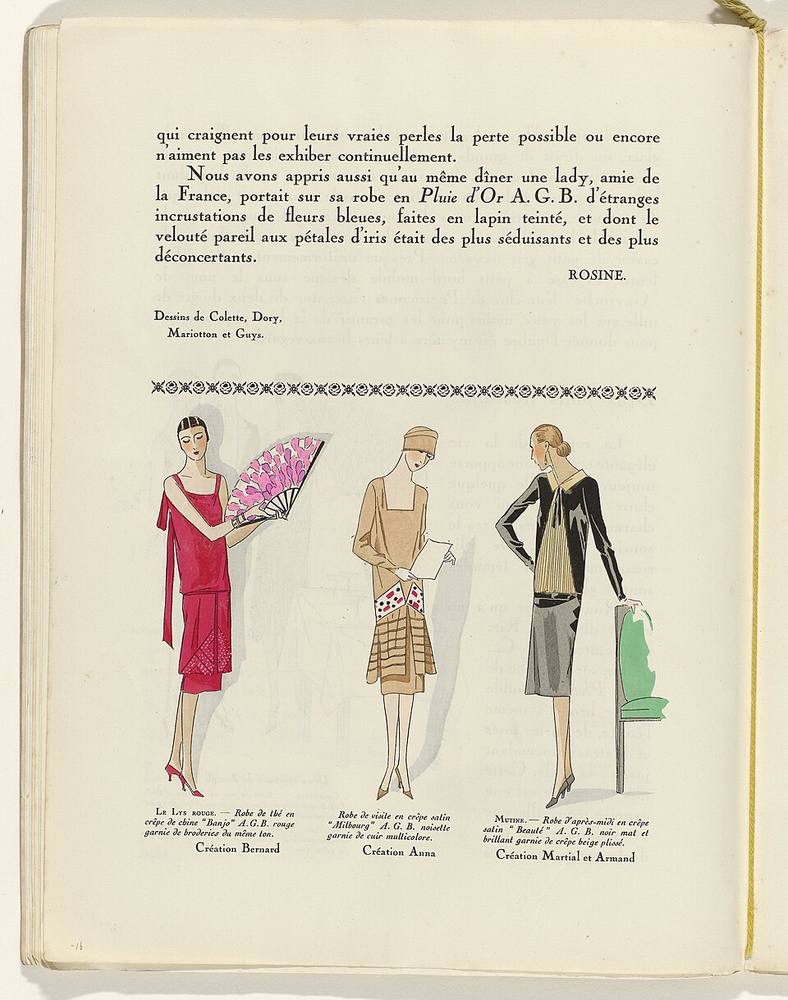 qui craignent pour leurs vraies perles la perte possible ou encore
n'aiment pas les exhiber continuellement.
Nous avons appris aussi qu'au même dîner une lady, amie de
la France, portait sur sa robe en Pluie d'Or A.G.B. d'étranges
incrustations de fleurs bleues, faites en lapin teinté, et dont le
velouté pareil aux pétales d'iris était des plus séduisants et des plus
déconcertants.
ROSINE.
Dessins de Colette, Dory,
Mariotton et Guys.
LE LYS ROUGE. — Robe de thé en
crêpe de chine "Banjo" A.G.B. rouge
garnie de broderies du même ton.
Création Bernard
Robe de visite en crêpe satin
"Milbourg" A. G. B. noisette
garnie de cuir multicolore.
Création Anna
MUTINE. — Robe d'après-midi en crêpe
satin "Beauté" A. G. B. noir mat et
brillant garnie de crêpe beige plissé.
Création Martial et Armand
-16